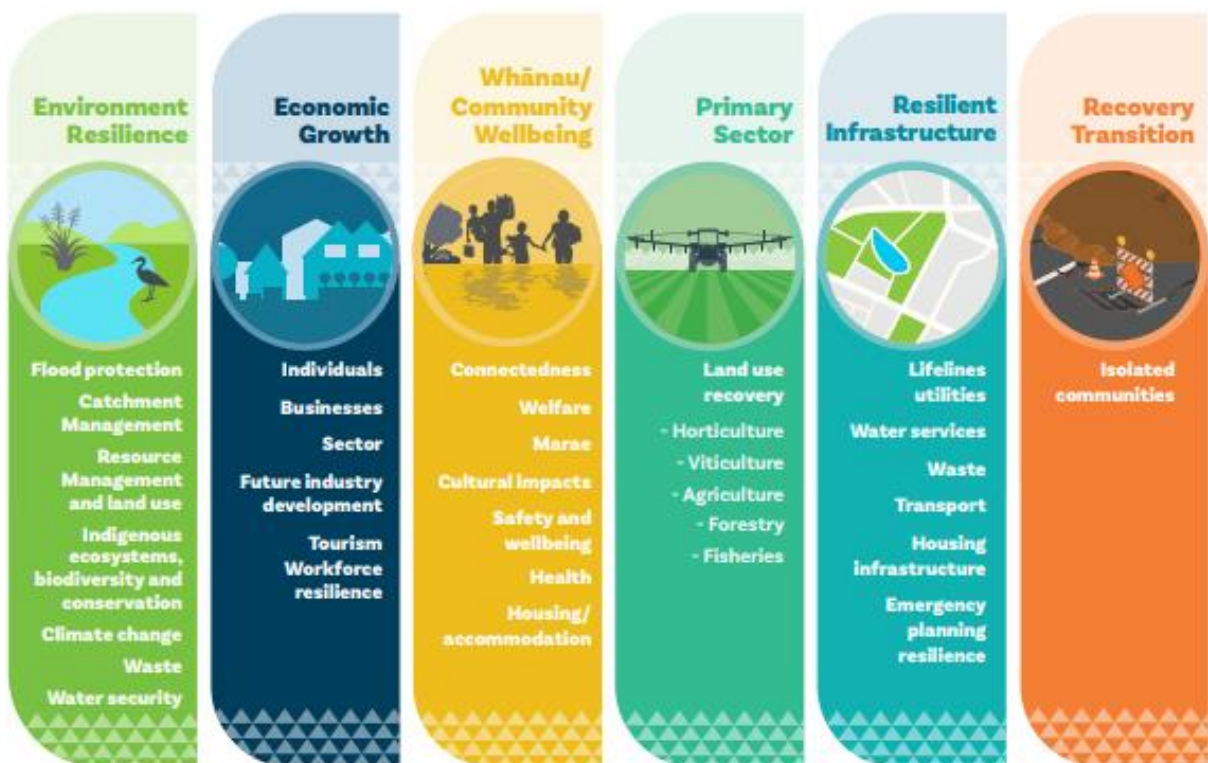 Environment
Resilience
Flood protection
Catchment
Management
Resource
Management
and land use
Indigenous
ecosystems,
biodiversity and
conservation
Climate change
Waste
Water security
Economic
Growth
Individuals
Businesses
Sector
Future industry
development
Tourism
Workforce
resilience
Whānau/
Community
Wellbeing
Connectedness
Welfare
Marae
Cultural impacts
Safety and
wellbeing
Health
Housing/
accommodation
Primary
Sector
Land use
recovery
- Horticulture
- Viticulture
- Agriculture
- Forestry
- Fisheries
Resilient
Infrastructure
Lifelines
utilities
Water services
Waste
Transport
Housing
infrastructure
Emergency
planning
resilience
Recovery
Transition
Isolated
communities